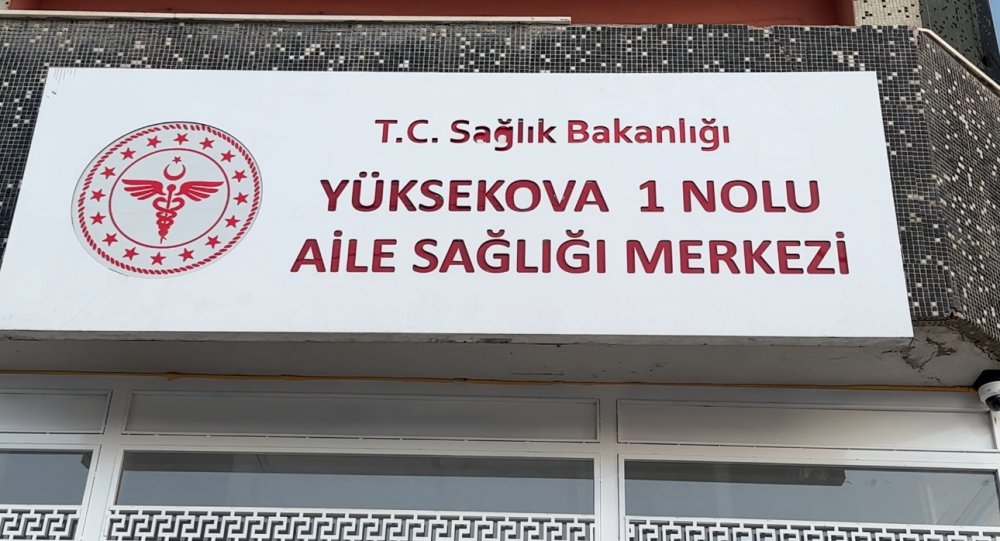 T.C. Sağlık Bakanlığı
YÜKSEKOVA 1 NOLU
AİLE SAĞLIĞI MERKEZİ